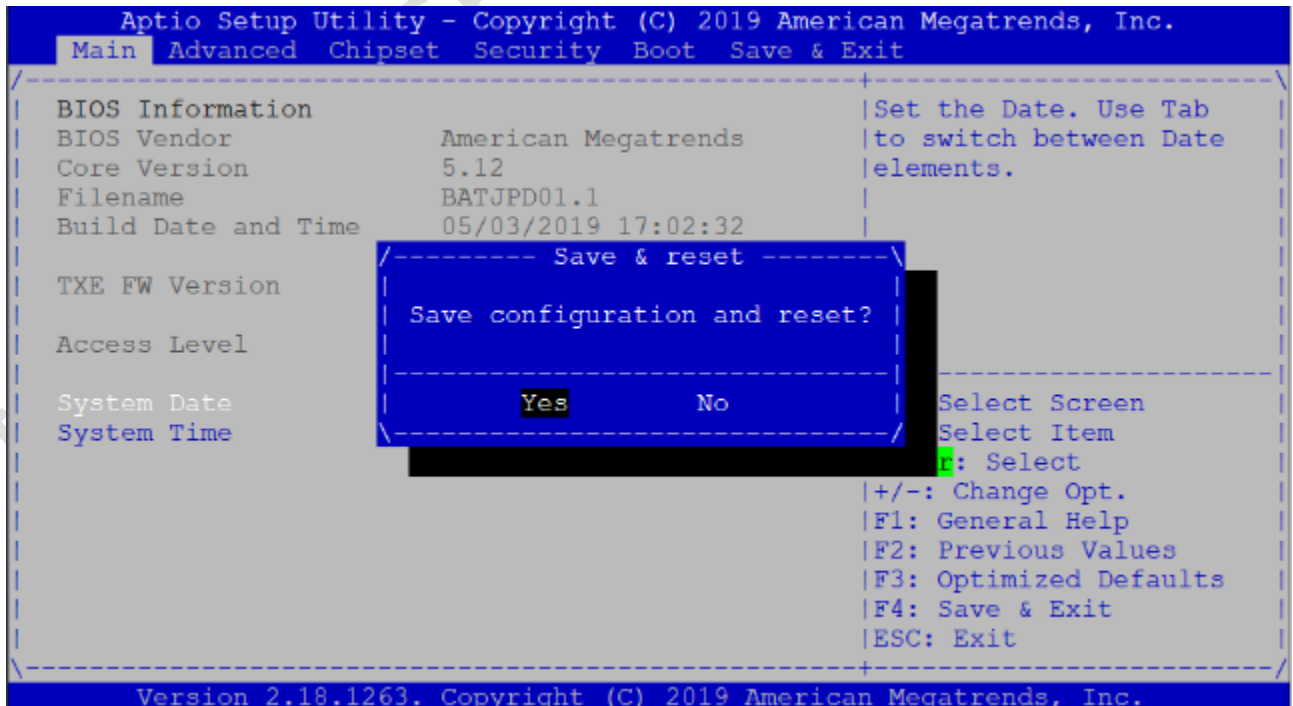 Aptio Setup Utility - Copyright (C) 2019 American Megatrends, Inc.
Main Advanced Chipset Security Boot Save & Exit
BIOS Information
BIOS Vendor American Megatrends
Core Version 5.12
Filename BATJPD01.1
Build Date and Time 05/03/2019 17:02:32
TXE FW Version
Access Level
System Date
System Time
Save & reset
Save configuration and reset?
Yes No
Set the Date. Use Tab
to switch between Date
elements.
Select Screen
Select Item
r: Select
+/-: Change Opt.
F1: General Help
F2: Previous Values
F3: Optimized Defaults
F4: Save & Exit
ESC: Exit
Version 2.18.1263. Copyright (C) 2019 American Megatrends, Inc.